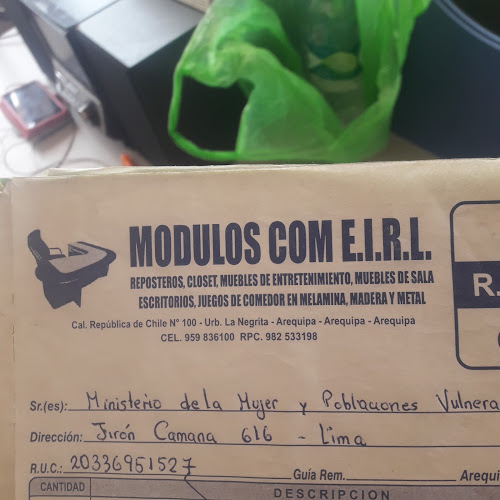 MODULOS COM E.I.R.L.
REPOSTEROS, CLOSET, MUEBLES DE ENTRETENIMIENTO, MUEBLES DE SALA
ESCRITORIOS, JUEGOS DE COMEDOR EN MELAMINA, MADERA Y METAL
Cal. República de Chile N° 100 - Urb. La Negrita - Arequipa - Arequipa - Arequipa
CEL. 959 836100 RPC. 982 533198
R.
Sr.(es): Ministerio de la Mujer y Poblaciones Vulnera
Dirección: Jirón Camana 616 - Lima
R.U.C.: 20336951527 Guía Rem. Arequi
CANTIDAD DESCRIPCION